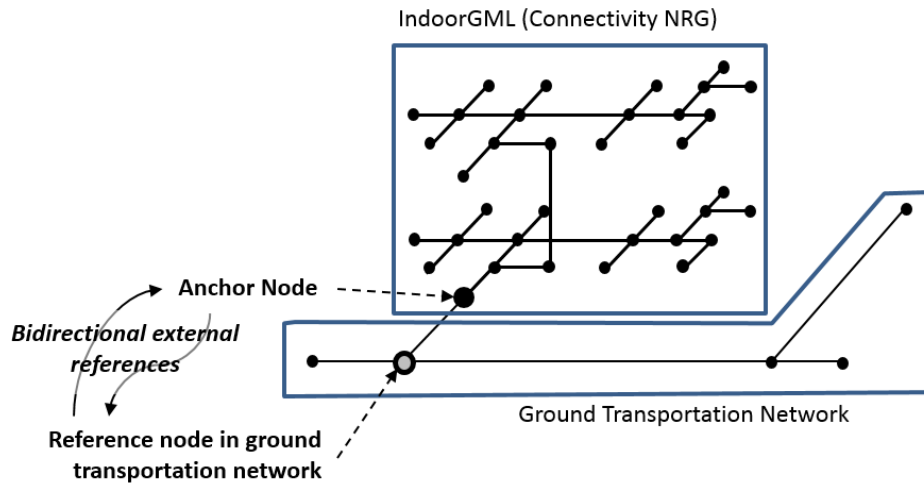 IndoorGML (Connectivity NRG)
Anchor Node
Bidirectional external
references
Ground Transportation Network
Reference node in ground
transportation network